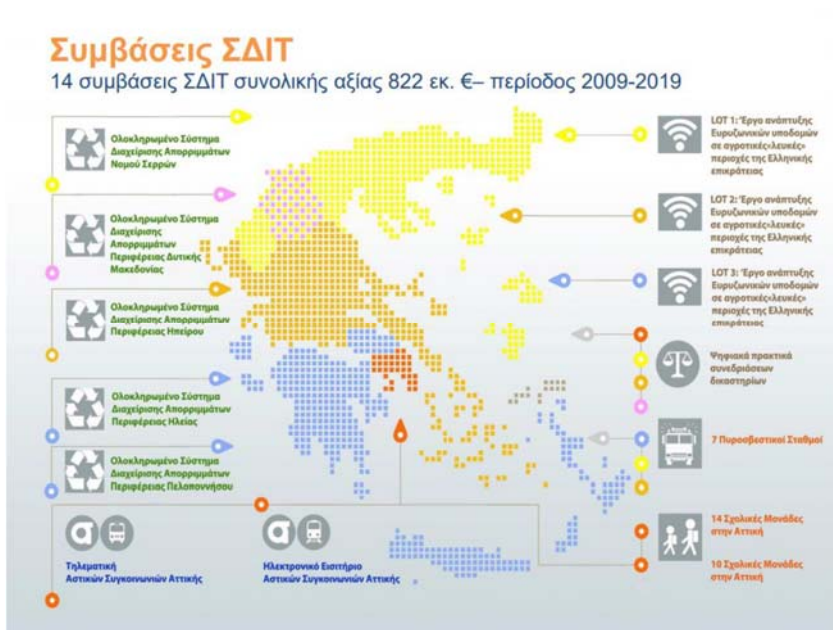 Συμβάσεις ΣΔΙΤ
14 συμβάσεις ΣΔΙΤ συνολικής αξίας 822 εκ. €– περίοδος 2009-2019
Ολοκληρωμένο Σύστημα
Διαχείρισης Απορριμμάτων
Νομού Σερρών
Ολοκληρωμένο Σύστημα
Διαχείρισης
Απορριμμάτων
Περιφέρειας Δυτικής
Μακεδονίας
Ολοκληρωμένο Σύστημα
Διαχείρισης Απορριμμάτων
Περιφέρειας Ηπείρου
Ολοκληρωμένο Σύστημα
Διαχείρισης Απορριμμάτων
Περιφέρειας Ηλείας
Ολοκληρωμένο Σύστημα
Διαχείρισης Απορριμμάτων
Περιφέρειας Πελοποννήσου
Τηλεματική
Αστικών Συγκοινωνιών Αττικής
Ηλεκτρονικό Εισιτήριο
Αστικών Συγκοινωνιών Αττικής
LOT 1: Έργο ανάπτυξης
Ευρυζωνικών υποδομών
σε αγροτικές«λευκές»
περιοχές της Ελληνικής
επικράτειας
LOT 2: Έργο ανάπτυξης
Ευρυζωνικών υποδομών
σε αγροτικές«λευκές»
περιοχές της Ελληνικής
επικράτειας
LOT 3: Έργο ανάπτυξης
Ευρυζωνικών υποδομών
σε αγροτικές«λευκές»
περιοχές της Ελληνικής
επικράτειας
Ψηφιακά πρακτικά
συνεδριάσεων
δικαστηρίων
7 Πυροσβεστικοί Σταθμοί
14 Σχολικές Μονάδες
στην Αττική
10 Σχολικές Μονάδες
στην Αττική